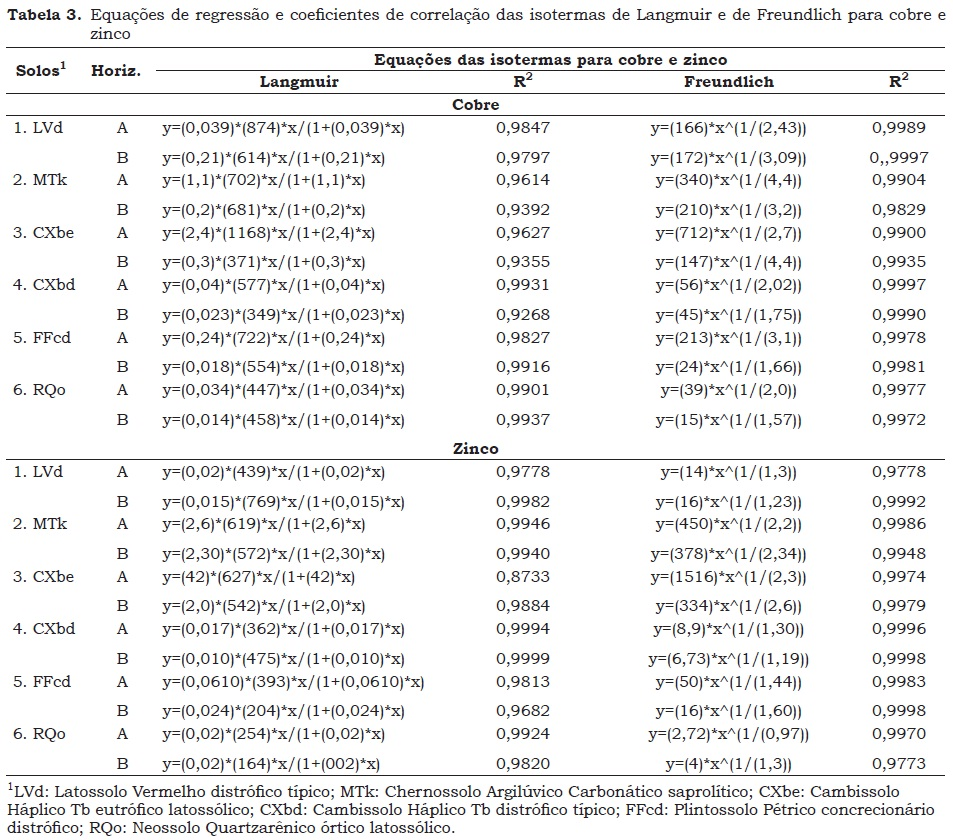 Tabela 3. Equações de regressão e coeficientes de correlação das isotermas de Langmuir e de Freundlich para cobre e
zinco
Solos1 Horiz. Equações das isotermas para cobre e zinco
Langmuir R2 Freundlich R2
Cobre
1. LVd A y=(0,039)*(874)*x/(1+(0,039)*x) 0,9847 y=(166)*x^(1/(2,43)) 0,9989
B y=(0,21)*(614)*x/(1+(0,21)*x) 0,9797 y=(172)*x^(1/(3,09)) 0,,9997
2. MTk A y=(1,1)*(702)*x/(1+(1,1)*x) 0,9614 y=(340)*x^(1/(4,4)) 0,9904
B y=(0,2)*(681)*x/(1+(0,2)*x) 0,9392 y=(210)*x^(1/(3,2)) 0,9829
3. CXbe A y=(2,4)*(1168)*x/(1+(2,4)*x) 0,9627 y=(712)*x^(1/(2,7)) 0,9900
B y=(0,3)*(371)*x/(1+(0,3)*x) 0,9355 y=(147)*x^(1/(4,4)) 0,9935
4. CXbd A y=(0,04)*(577)*x/(1+(0,04)*x) 0,9931 y=(56)*x^(1/(2,02)) 0,9997
B y=(0,023)*(349)*x/(1+(0,023)*x) 0,9268 y=(45)*x^(1/(1,75)) 0,9990
5. FFcd A y=(0,24)*(722)*x/(1+(0,24)*x) 0,9827 y=(213)*x^(1/(3,1)) 0,9978
B y=(0,018)*(554)*x/(1+(0,018)*x) 0,9916 y=(24)*x^(1/(1,66)) 0,9981
6. RQo A y=(0,034)*(447)*x/(1+(0,034)*x) 0,9901 y=(39)*x^(1/(2,0)) 0,9977
B y=(0,014)*(458)*x/(1+(0,014)*x) 0,9937 y=(15)*x^(1/(1,57)) 0,9972
Zinco
1. LVd A y=(0,02)*(439)*x/(1+(0,02)*x) 0,9778 y=(14)*x^(1/(1,3)) 0,9778
B y=(0,015)*(769)*x/(1+(0,015)*x) 0,9982 y=(16)*x^(1/(1,23)) 0,9992
2. MTk A y=(2,6)*(619)*x/(1+(2,6)*x) 0,9946 y=(450)*x^(1/(2,2)) 0,9986
B y=(2,30)*(572)*x/(1+(2,30)*x) 0,9940 y=(378)*x^(1/(2,34)) 0,9948
3. CXbe A y=(42)*(627)*x/(1+(42)*x) 0,8733 y=(1516)*x^(1/(2,3)) 0,9974
B y=(2,0)*(542)*x/(1+(2,0)*x) 0,9884 y=(334)*x^(1/(2,6)) 0,9979
4. CXbd A y=(0,017)*(362)*x/(1+(0,017)*x) 0,9994 y=(8,9)*x^(1/(1,30)) 0,9996
B y=(0,010)*(475)*x/(1+(0,010)*x) 0,9999 y=(6,73)*x^(1/(1,19)) 0,9998
5. FFcd A y=(0,0610)*(393)*x/(1+(0,0610)*x) 0,9813 y=(50)*x^(1/(1,44)) 0,9983
B y=(0,024)*(204)*x/(1+(0,024)*x) 0,9682 y=(16)*x^(1/(1,60)) 0,9998
6. RQo A y=(0,02)*(254)*x/(1+(0,02)*x) 0,9924 y=(2,72)*x^(1/(0,97)) 0,9970
B y=(0,02)*(164)*x/(1+(002)*x) 0,9820 y=(4)*x^(1/(1,3)) 0,9773
1LVd: Latossolo Vermelho distrófico típico; MTk: Chernossolo Argilúvico Carbonático saprolítico; CXbe: Cambissolo
Háplico Tb eutrófico latossólico; CXbd: Cambissolo Háplico Tb distrófico típico; FFcd: Plintossolo Pétrico concrecionário
distrófico; RQo: Neossolo Quartzarênico órtico latossólico.